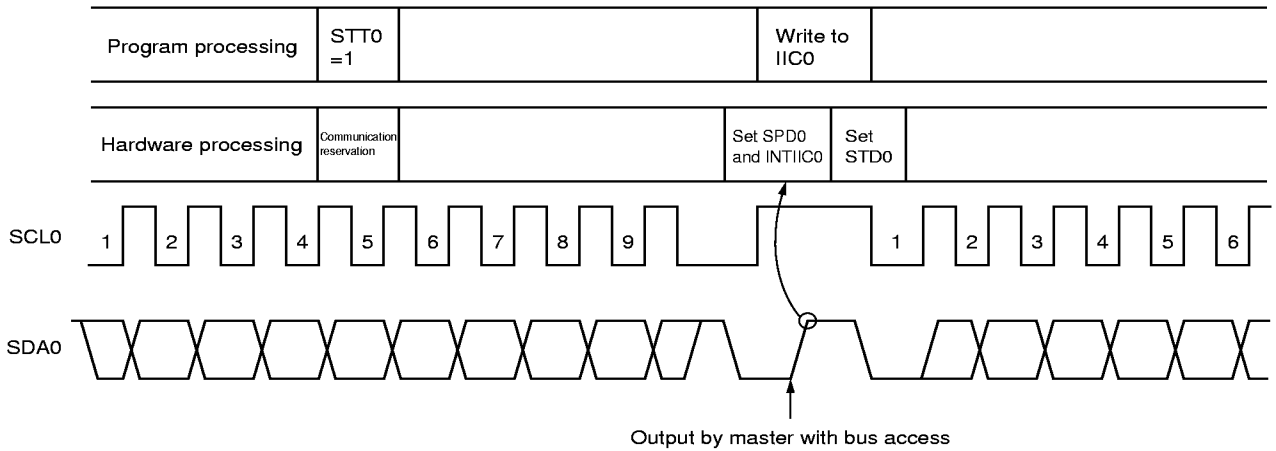 Program processing
STT0
=1
Write to
IIC0
Hardware processing
Communication
reservation
Set SPD0
and INTIIC0
Set
STD0
SCL0
1 2 3 4 5 6 7 8 9 1 2 3 4 5 6
SDA0
Output by master with bus access